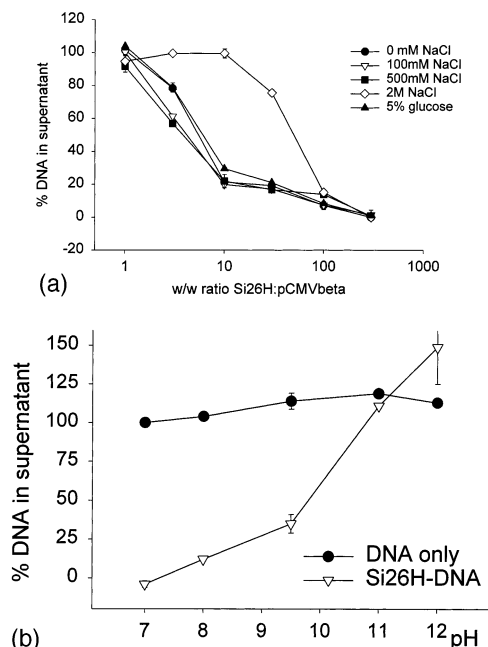 120
100
80
60
40
20
0
-20
% DNA in supernatant
0 mM NaCl
100mM NaCl
500mM NaCl
2M NaCl
5% glucose
1 10 100 1000
w/w ratio Si26H:pCMVbeta
(a)
150
125
100
75
50
25
0
% DNA in supernatant
DNA only
Si26H-DNA
7 8 9 10 11 12 pH
(b)